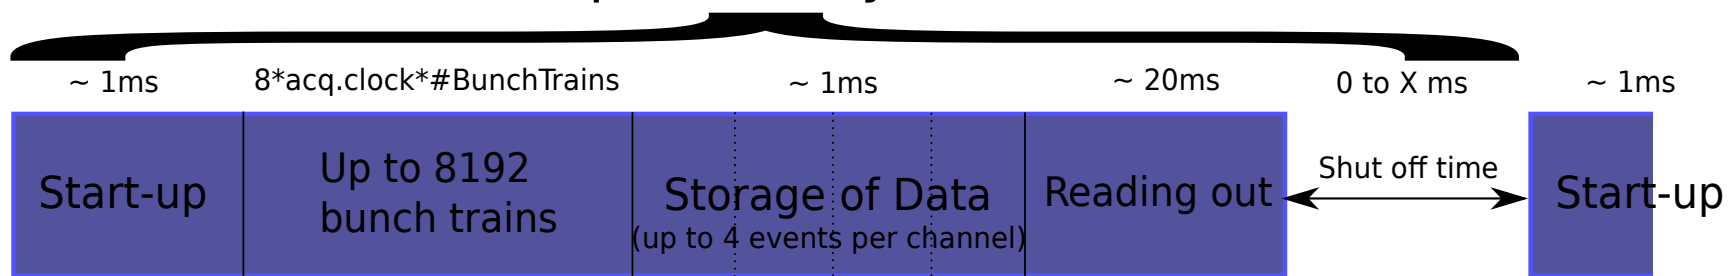 ~ 1ms 8*acq.clock*#BunchTrains ~ 1ms ~ 20ms 0 to X ms ~ 1ms
Start-up
Up to 8192
bunch trains
Storage of Data
(up to 4 events per channel)
Reading out
Shut off time
Start-up